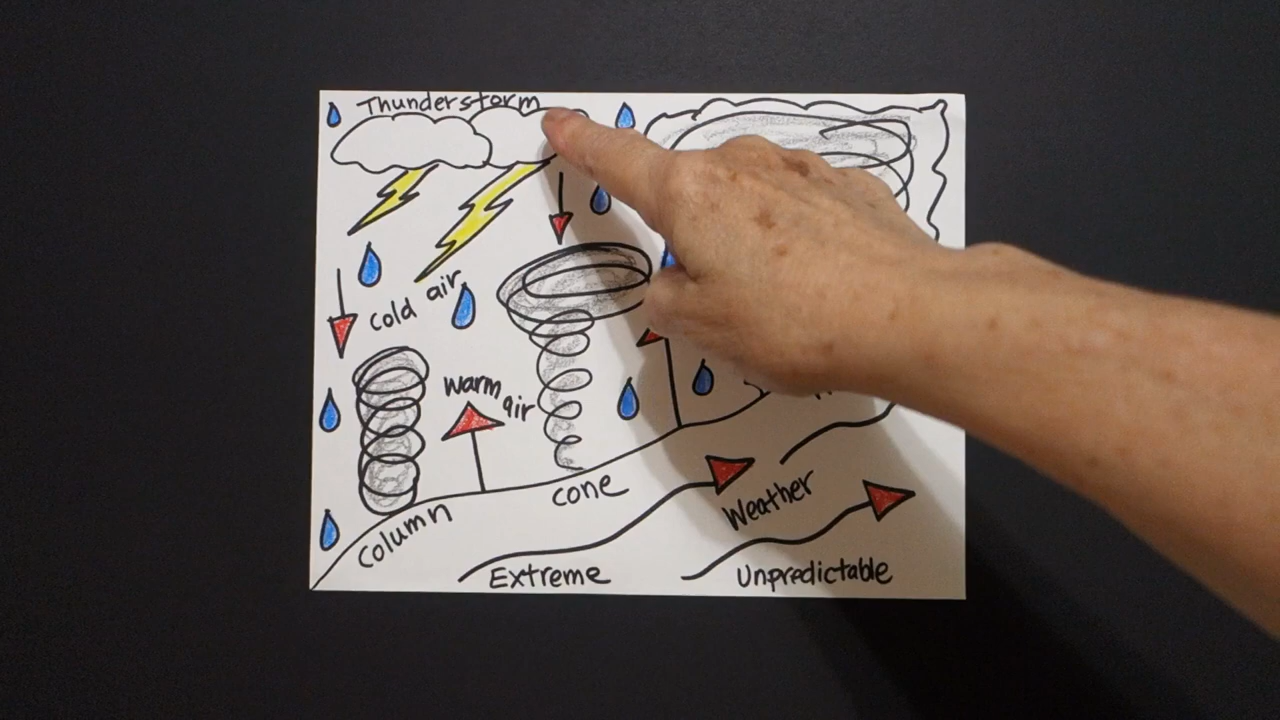 Thunderstorm
cold air
warm air
column
cone
Weather
Extreme
Unpredictable